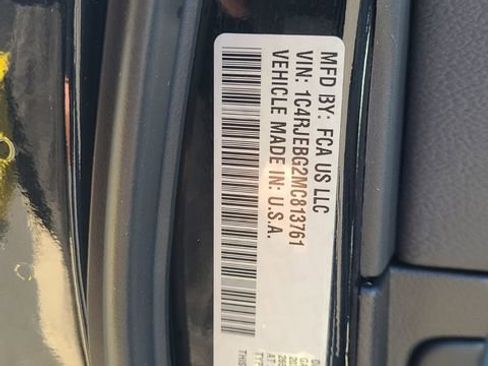 MFD BY: FCA US LLC
VIN: 1C4RJEBG2MC813761
VEHICLE MADE IN: U.S.A.